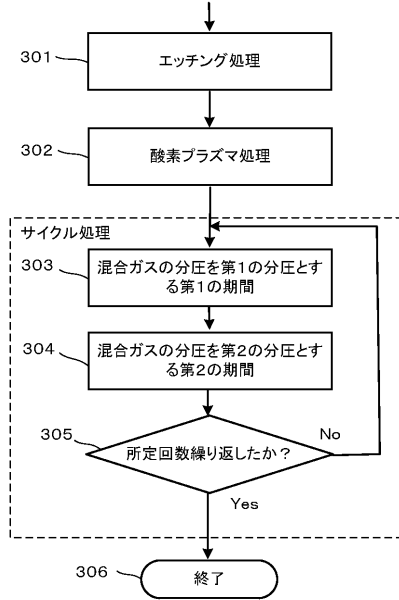 301
エッチング処理
302
酸素プラズマ処理
サイクル処理
303
混合ガスの分圧を第1の分圧とす
る第1の期間
304
混合ガスの分圧を第2の分圧とす
る第2の期間
305
所定回数繰り返したか？
No
Yes
306
終了